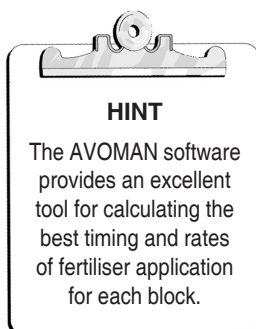 HINT
The AVOMAN software
provides an excellent
tool for calculating the
best timing and rates
of fertiliser application
for each block.